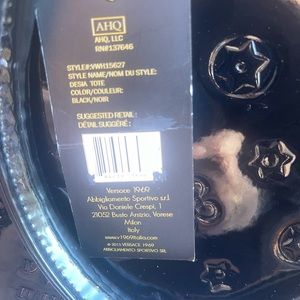 AHQ
AHQ, LLC
RN#137646
STYLE#:VWH15627
STYLE NAME/NOM DU STYLE:
DESIA TOTE
COLOR/COULEUR:
BLACK/NOIR
SUGGESTED RETAIL :
DÉTAIL SUGGÉRÉ :
Versace 1969
Abbigliamento Sportivo s.r.l.
Via Daniele Crespi, 1
21052 Busto Arsizio, Varese
Milan
Italy
www.v1969italia.com
© 2015 VERSACE 1969
ABBIGLIAMENTO SPORTIVO SRL